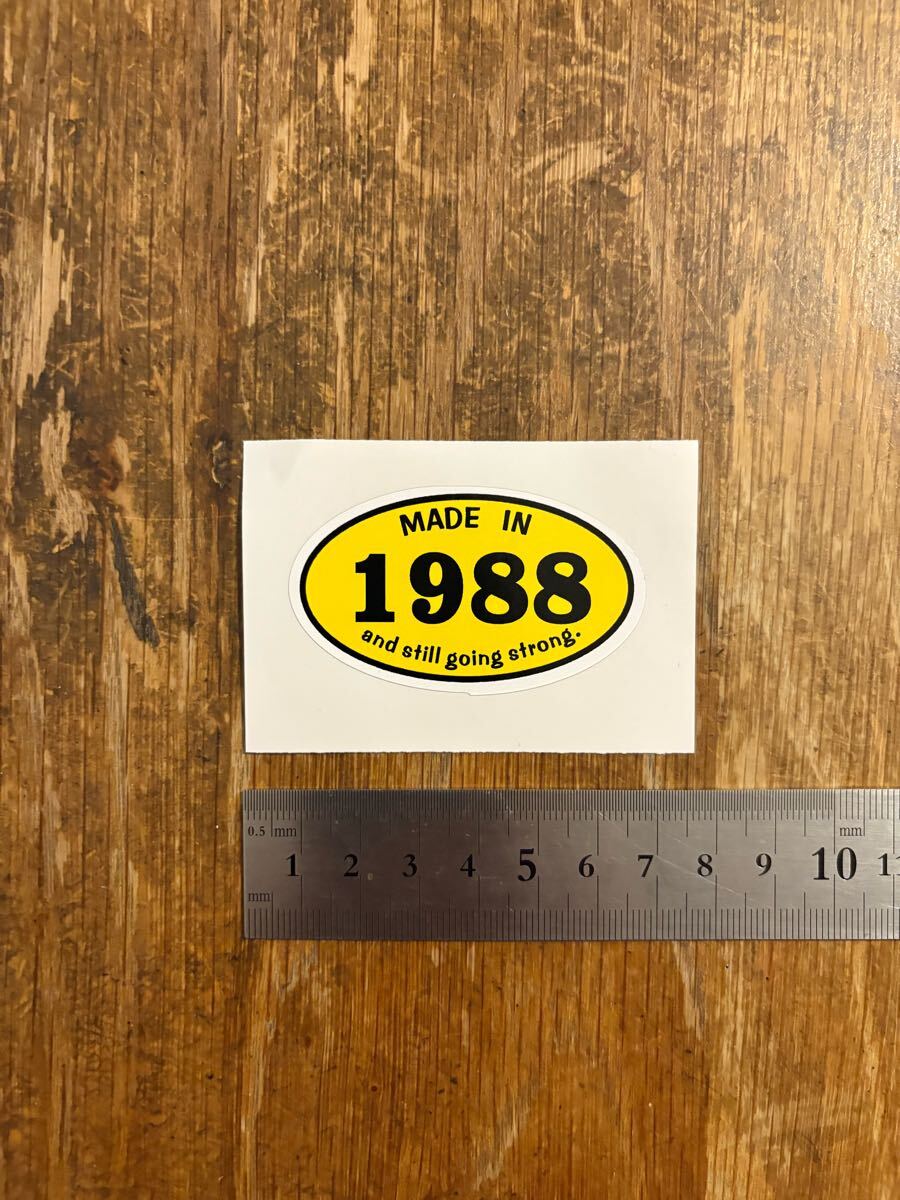 MADE IN
1988
and still going strong.
0.5 mm mm
1 2 3 4 5 6 7 8 9 10
mm